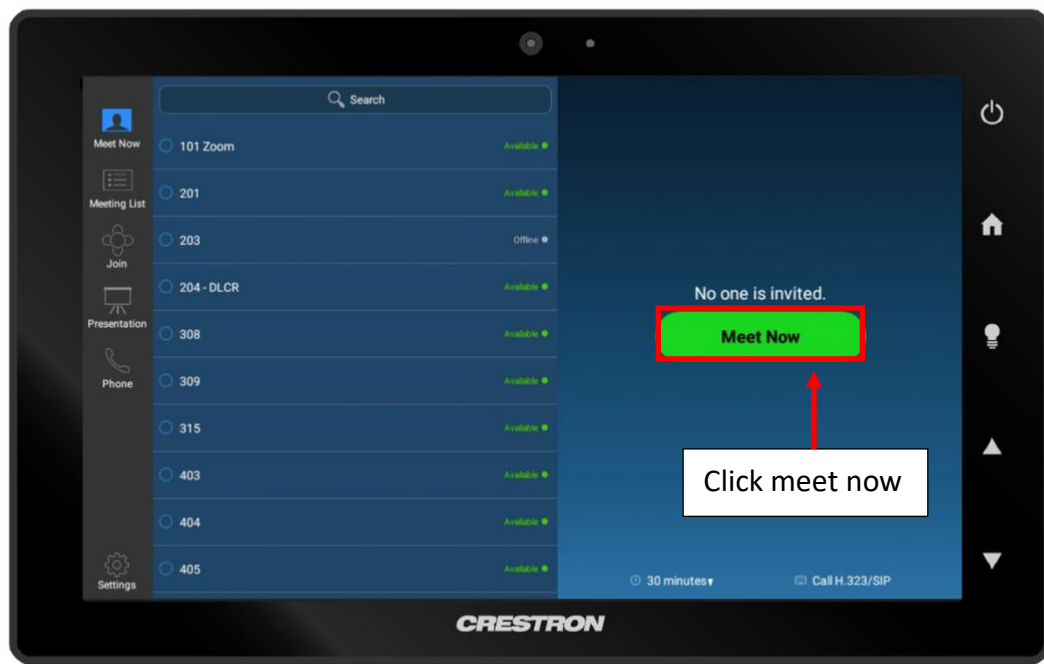 Search
Meet Now
Meeting List
Join
Presentation
Phone
Settings
101 Zoom Available
201 Available
203 Offline
204 - DLCR Available
308 Available
309 Available
315 Available
403 Available
404 Available
405 Available
No one is invited.
Meet Now
Click meet now
30 minutes
Call H.323/SIP
CRESTRON